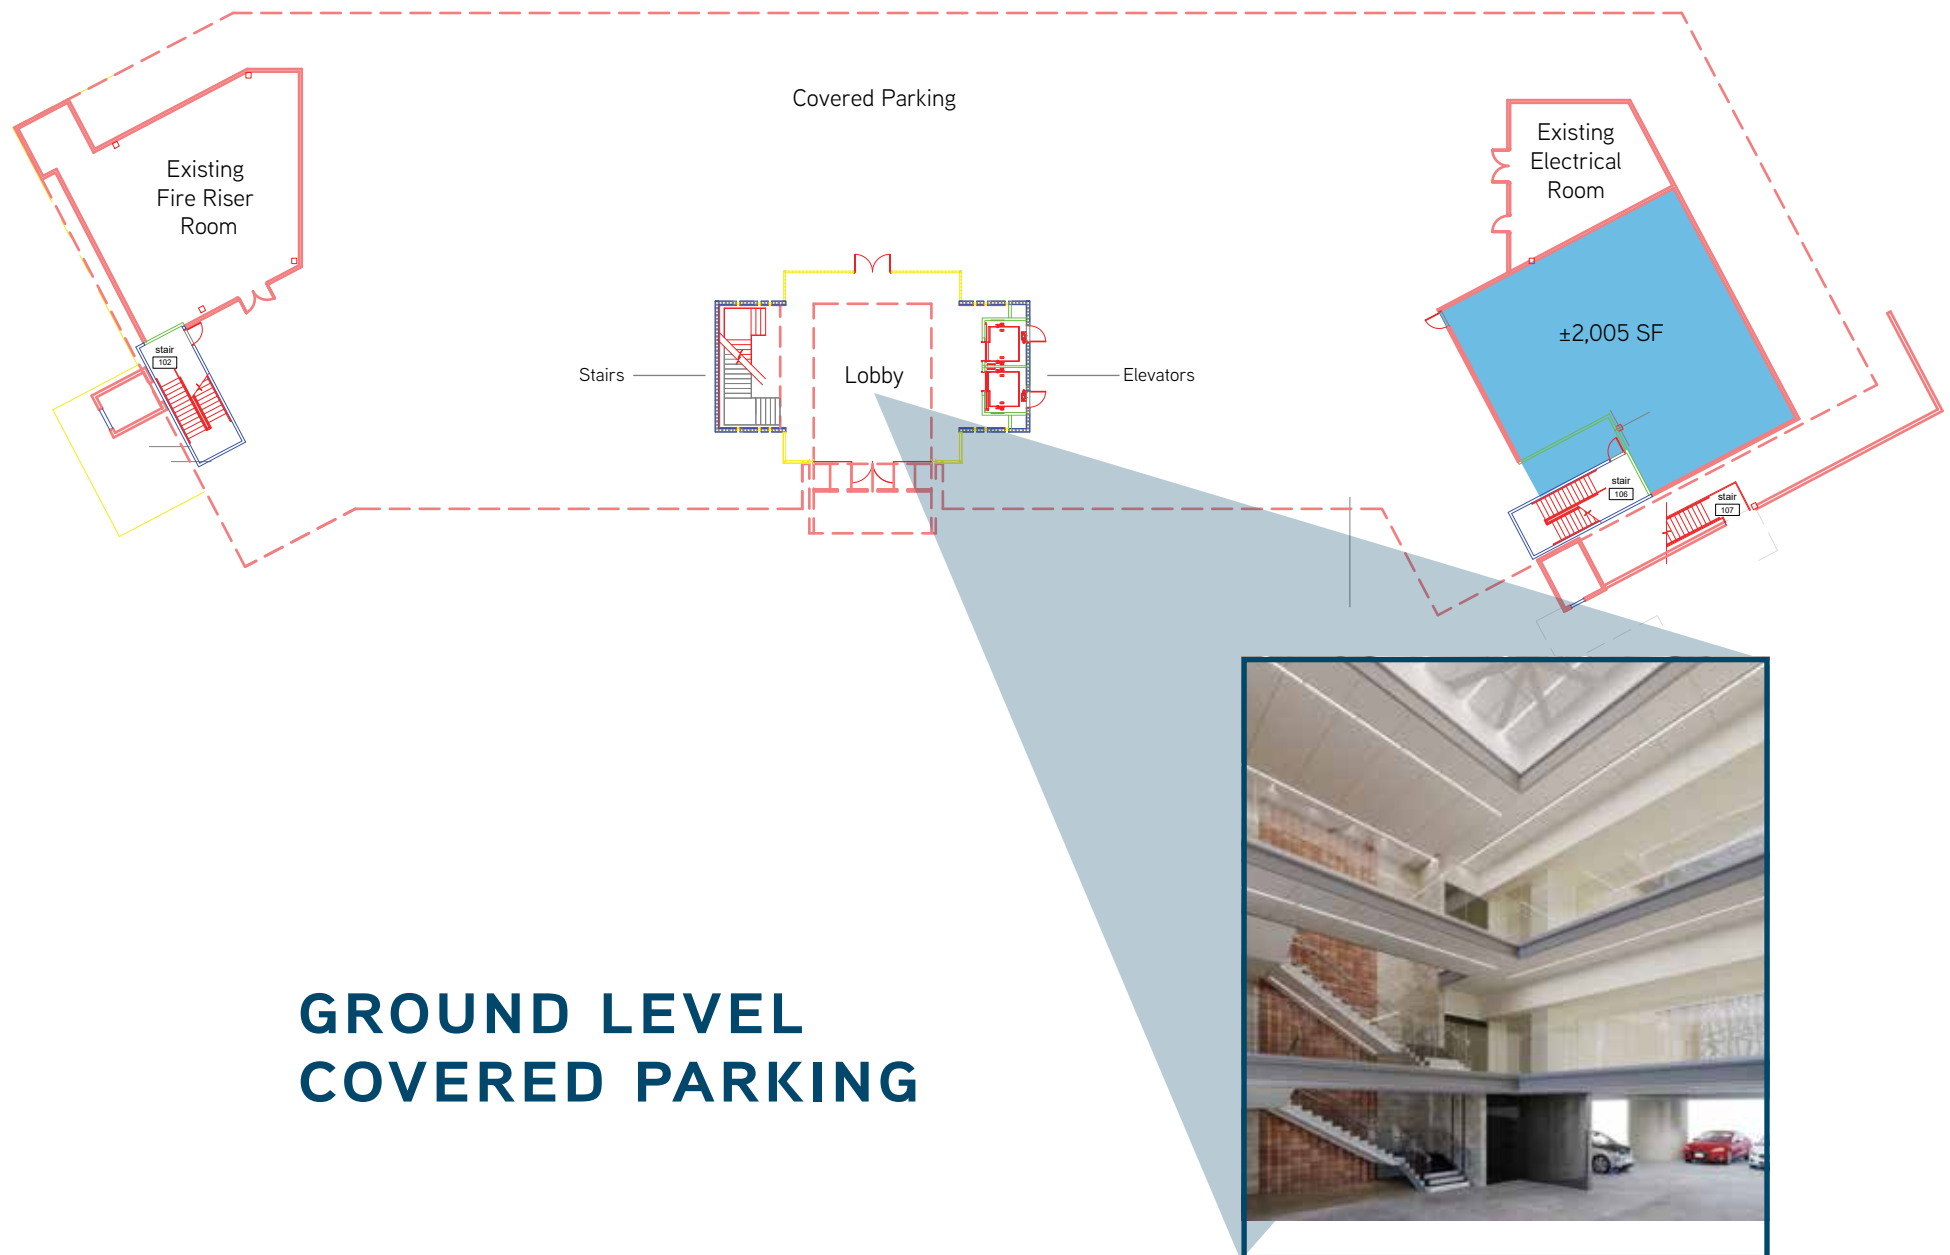 Covered Parking
Existing
Fire Riser
Room
Existing
Electrical
Room
±2,005 SF
stair
102
Stairs
Lobby
Elevators
stair
106
stair
107
GROUND LEVEL
COVERED PARKING